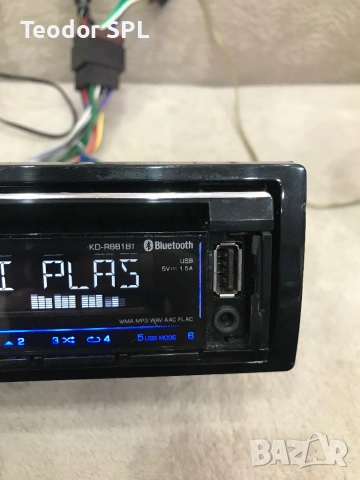 Teodor SPL
KD-R881BT Bluetooth
USB
5V 1.5A
I PLAS
WMA MP3 WAV AAC FLAC
2 3 4 5 USB MODE 6
BAZAR